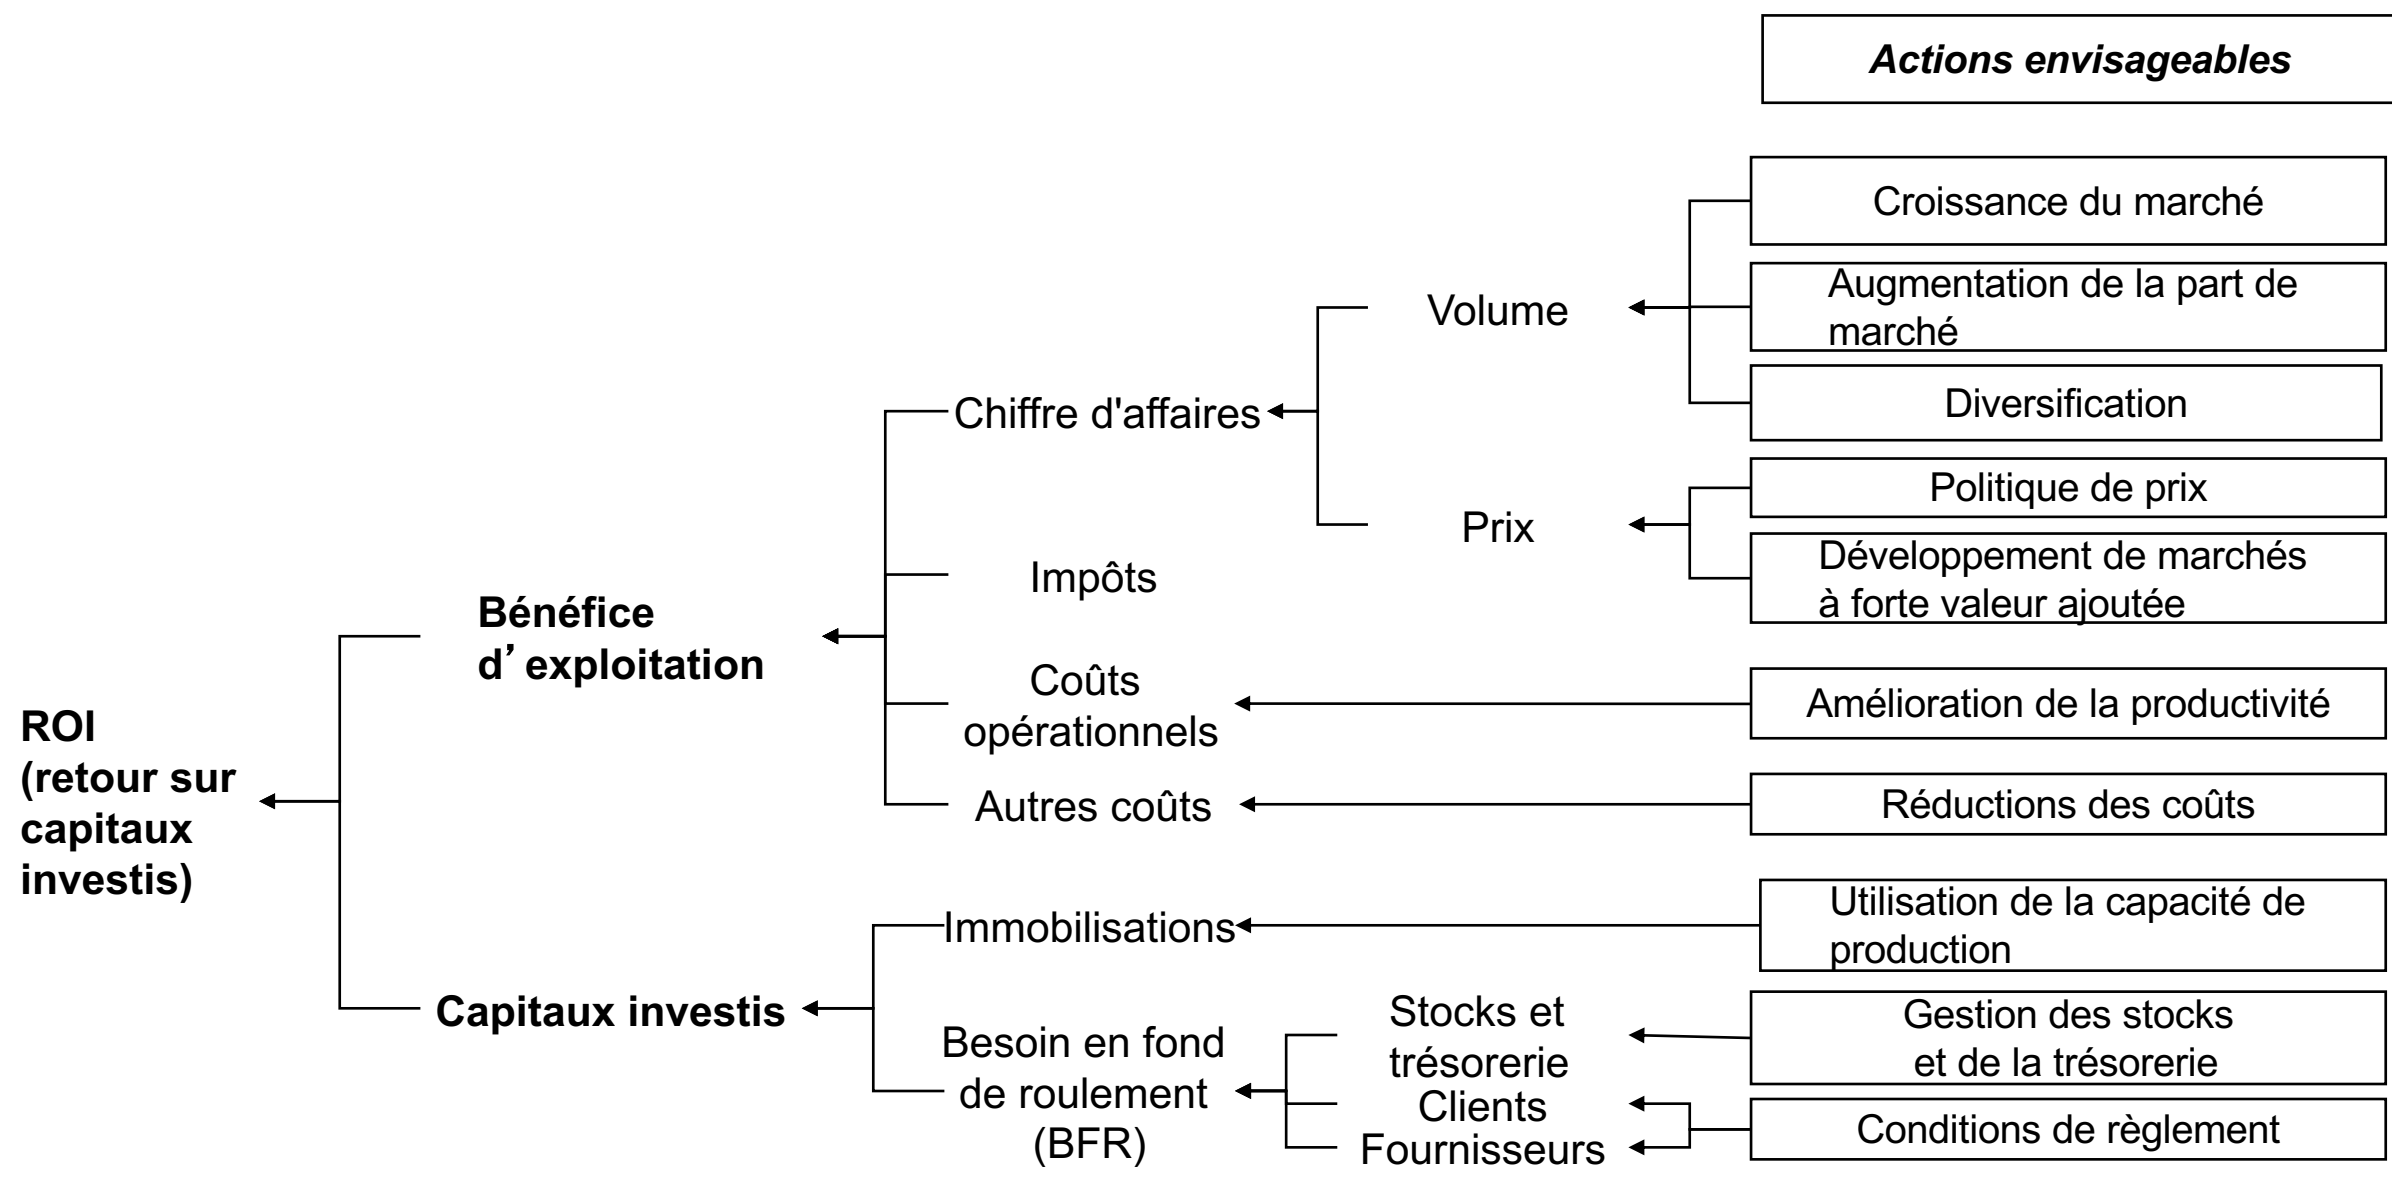 Actions envisageables
Croissance du marché
Augmentation de la part de
marché
Volume
Diversification
Chiffre d'affaires
Politique de prix
Prix
Développement de marchés
à forte valeur ajoutée
Impôts
Bénéfice
d’exploitation
Coûts
opérationnels
Amélioration de la productivité
ROI
(retour sur
capitaux
investis)
Autres coûts
Réductions des coûts
Immobilisations
Utilisation de la capacité de
production
Capitaux investis
Besoin en fond
de roulement
(BFR)
Stocks et
trésorerie
Clients
Fournisseurs
Gestion des stocks
et de la trésorerie
Conditions de règlement